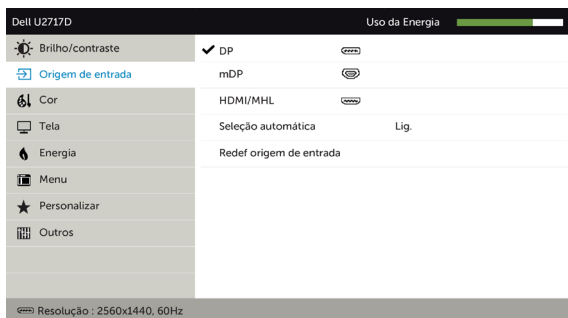 Dell U2717D Uso da Energia
Brilho/contraste
Origem de entrada
Cor
Tela
Energia
Menu
Personalizar
Outros
DP
mDP
HDMI/MHL
Seleção automática Lig.
Redef origem de entrada
Resolução : 2560x1440, 60Hz